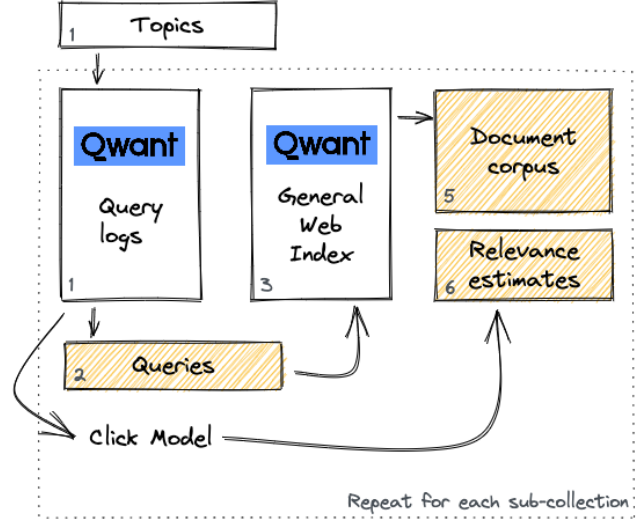 Topics
1
Qwant
Query
logs
1
Qwant
General
Web
Index
3
Document
corpus
5
Relevance
estimates
6
Queries
2
Click Model
Repeat for each sub-collection